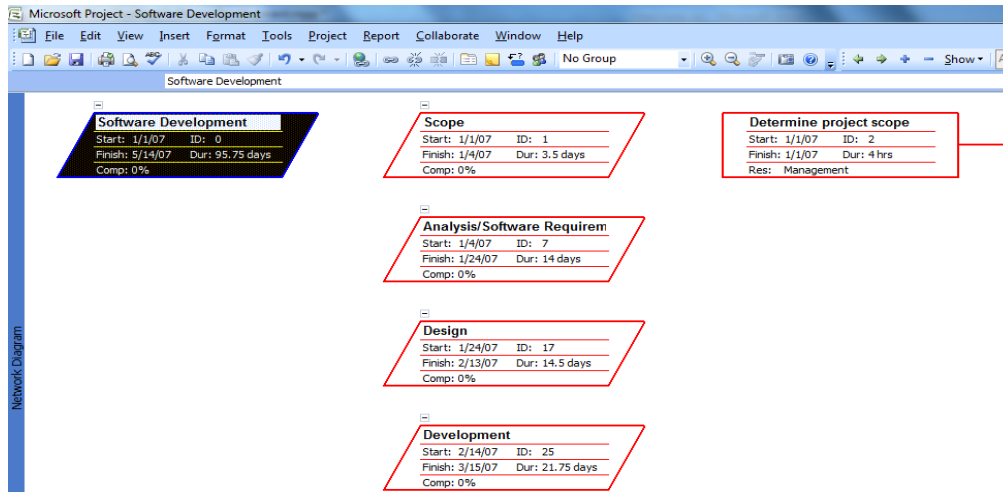 Microsoft Project - Software Development
File Edit View Insert Format Tools Project Report Collaborate Window Help
No Group Show
Software Development
Software Development
Start: 1/1/07 ID: 0
Finish: 5/14/07 Dur: 95.75 days
Comp: 0%
Scope
Start: 1/1/07 ID: 1
Finish: 1/4/07 Dur: 3.5 days
Comp: 0%
Determine project scope
Start: 1/1/07 ID: 2
Finish: 1/1/07 Dur: 4 hrs
Res: Management
Analysis/Software Requirem
Start: 1/4/07 ID: 7
Finish: 1/24/07 Dur: 14 days
Comp: 0%
Design
Start: 1/24/07 ID: 17
Finish: 2/13/07 Dur: 14.5 days
Comp: 0%
Development
Start: 2/14/07 ID: 25
Finish: 3/15/07 Dur: 21.75 days
Comp: 0%
Network Diagram